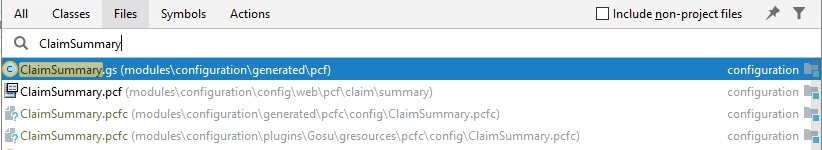 All Classes Files Symbols Actions Include non-project files
ClaimSummary
ClaimSummary.gs (modules\configuration\generated\pcf) configuration
ClaimSummary.pcf (modules\configuration\config\web\pcf\claim\summary) configuration
ClaimSummary.pcfc (modules\configuration\generated\pcfc\config\ClaimSummary.pcfc) configuration
ClaimSummary.pcfc (modules\configuration\plugins\Gosu\gresources\pcfc\config\ClaimSummary.pcfc) configuration